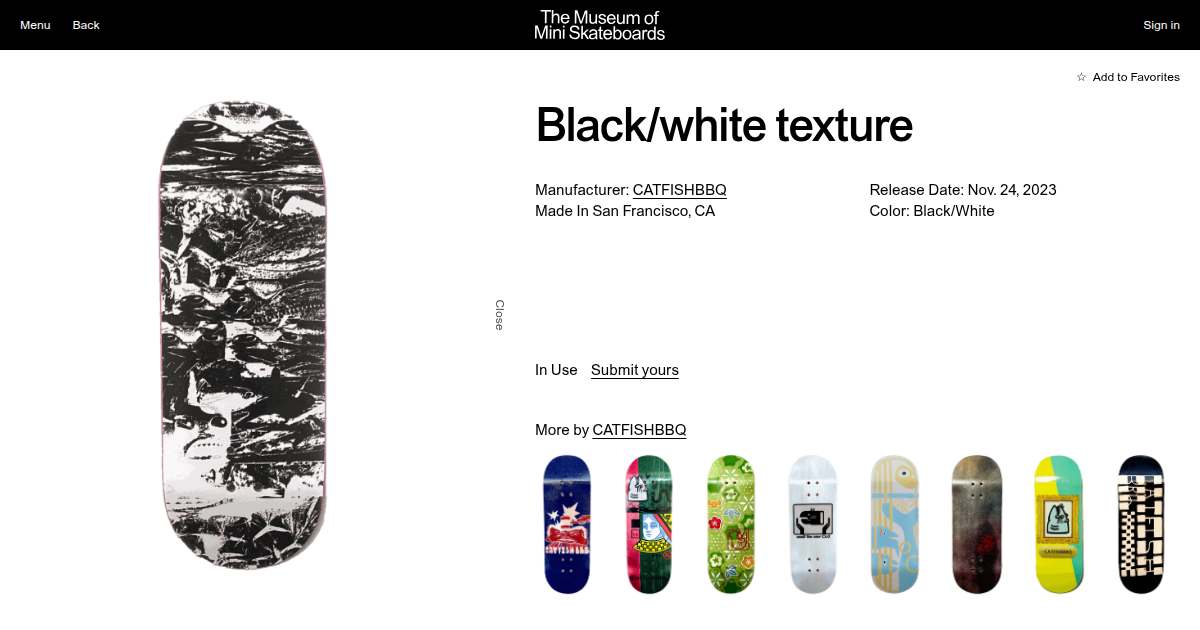 Menu
Back
The Museum of
Mini Skateboards
Sign in
☆ Add to Favorites
Black/white texture
Manufacturer: CATFISHBBQ
Made In San Francisco, CA
Release Date: Nov. 24, 2023
Color: Black/White
Close
In Use
Submit yours
More by CATFISHBBQ